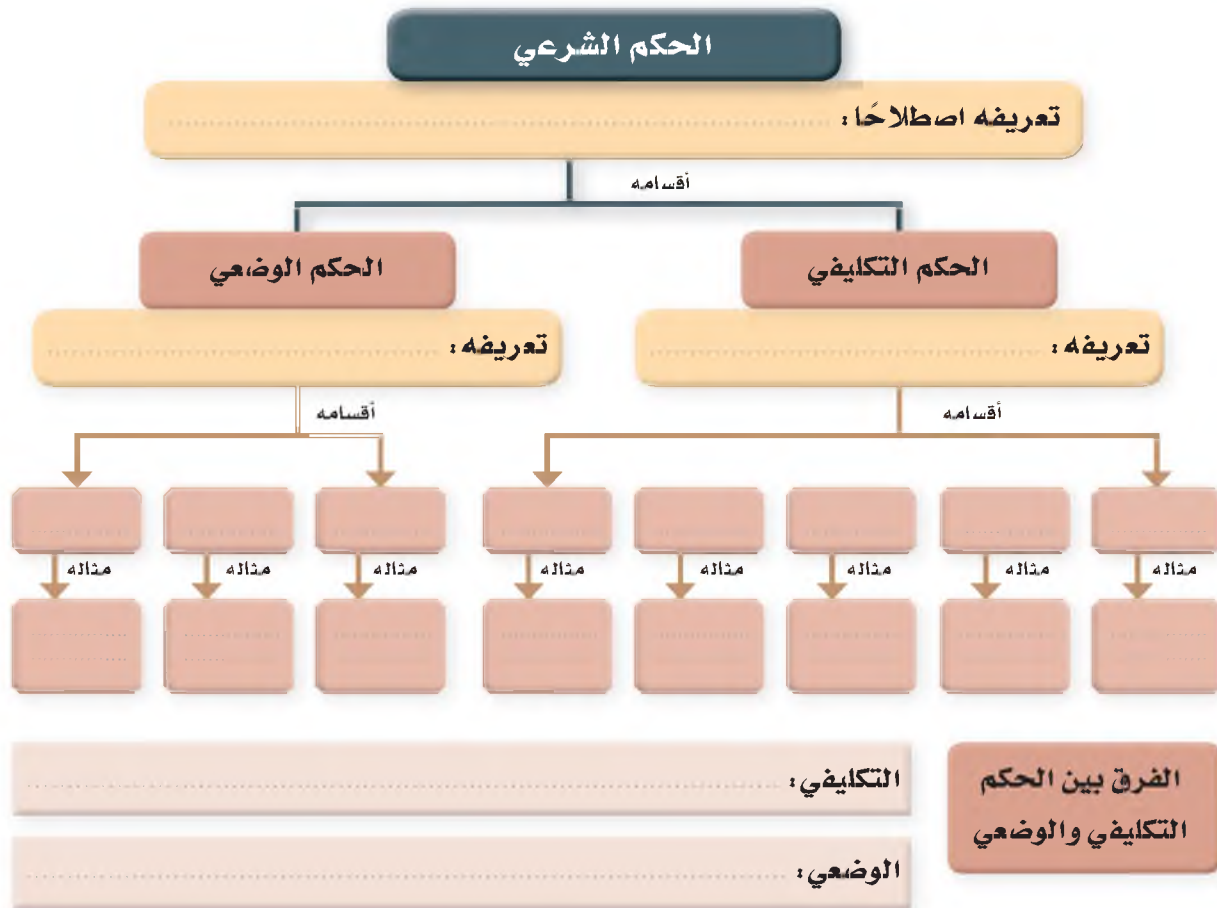 الحكم الشرعي
تعريفه اصطلاحًا: ................................................
أقسامه
الحكم التكليفي
الحكم الوضعي
تعريفه: ................................
تعريفه: ................................
أقسامه
أقسامه
مثاله
مثاله
مثاله
مثاله
مثاله
مثاله
مثاله
مثاله
الفرق بين الحكم
التكليفي والوضعي
التكليفي: ................................................
الوضعي: ................................................